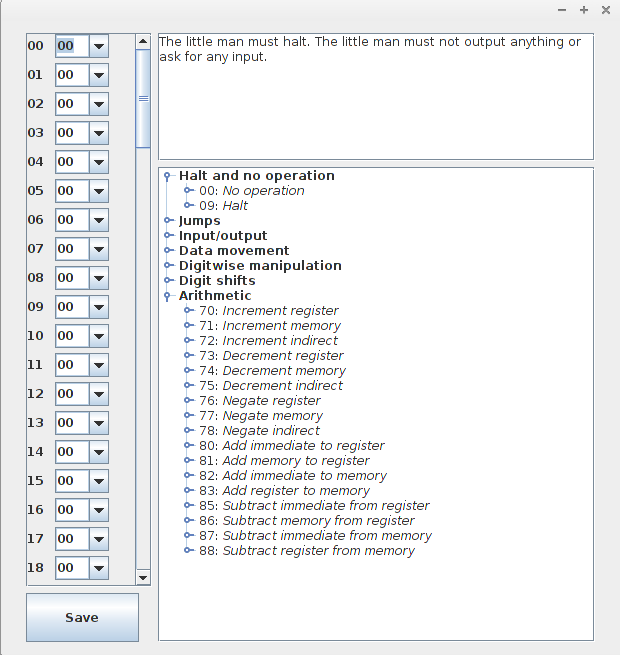 00 00
01 00
02 00
03 00
04 00
05 00
06 00
07 00
08 00
09 00
10 00
11 00
12 00
13 00
14 00
15 00
16 00
17 00
18 00
Save
The little man must halt. The little man must not output anything or
ask for any input.
Halt and no operation
00: No operation
09: Halt
Jumps
Input/output
Data movement
Digitwise manipulation
Digit shifts
Arithmetic
70: Increment register
71: Increment memory
72: Increment indirect
73: Decrement register
74: Decrement memory
75: Decrement indirect
76: Negate register
77: Negate memory
78: Negate indirect
80: Add immediate to register
81: Add memory to register
82: Add immediate to memory
83: Add register to memory
85: Subtract immediate from register
86: Subtract memory from register
87: Subtract immediate from memory
88: Subtract register from memory